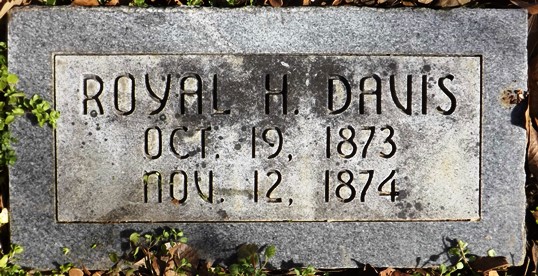 ROYAL H. DAVIS
OCT. 19, 1873
NOV. 12, 1874